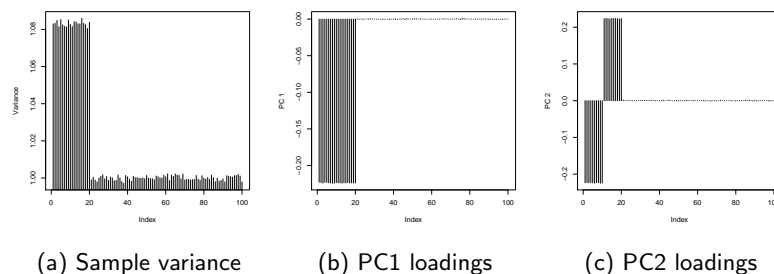 1.08
1.06
1.04
1.02
1.00
Variance
0 20 40 60 80 100
Index
0.00
-0.05
-0.10
-0.15
-0.20
PC 1
0 20 40 60 80 100
Index
0.2
0.1
0.0
-0.1
-0.2
PC 2
0 20 40 60 80 100
Index
(a) Sample variance
(b) PC1 loadings
(c) PC2 loadings